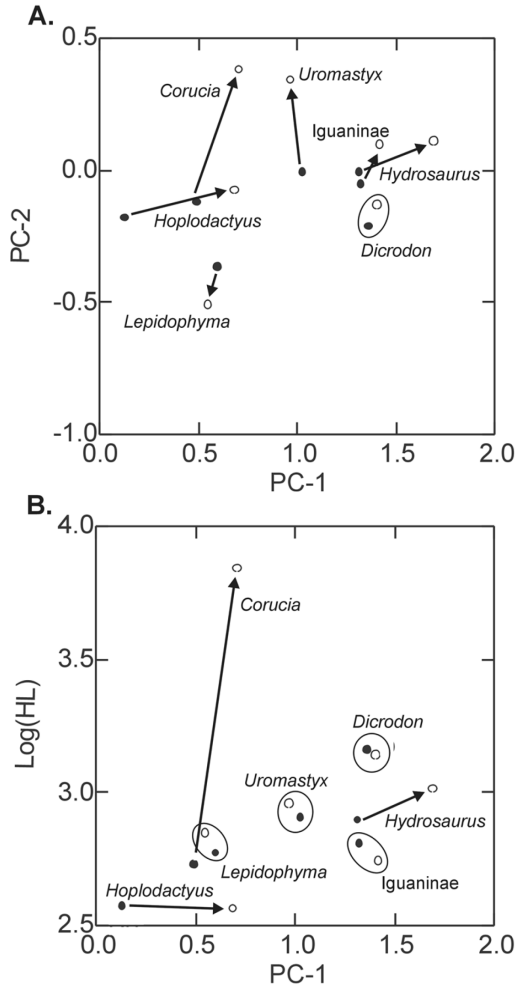 A.
0.5
Corucia
Uromastyx
Iguaninae
0.0
Hydrosaurus
Hoplodactyus
Dicrodon
PC-2
-0.5
Lepidophyma
-1.0
0.0 0.5 1.0 1.5 2.0
PC-1
B.
4.0
Corucia
3.5
Log(HL)
Dicrodon
Uromastyx
3.0
Hydrosaurus
Lepidophyma
Iguaninae
Hoplodactyus
2.5
0.0 0.5 1.0 1.5 2.0
PC-1